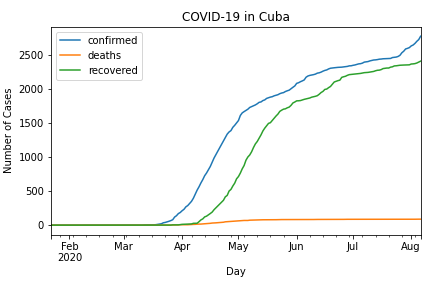 COVID-19 in Cuba
confirmed
deaths
recovered
Number of Cases
2500
2000
1500
1000
500
0
Feb
2020
Mar
Apr
May
Jun
Jul
Aug
Day